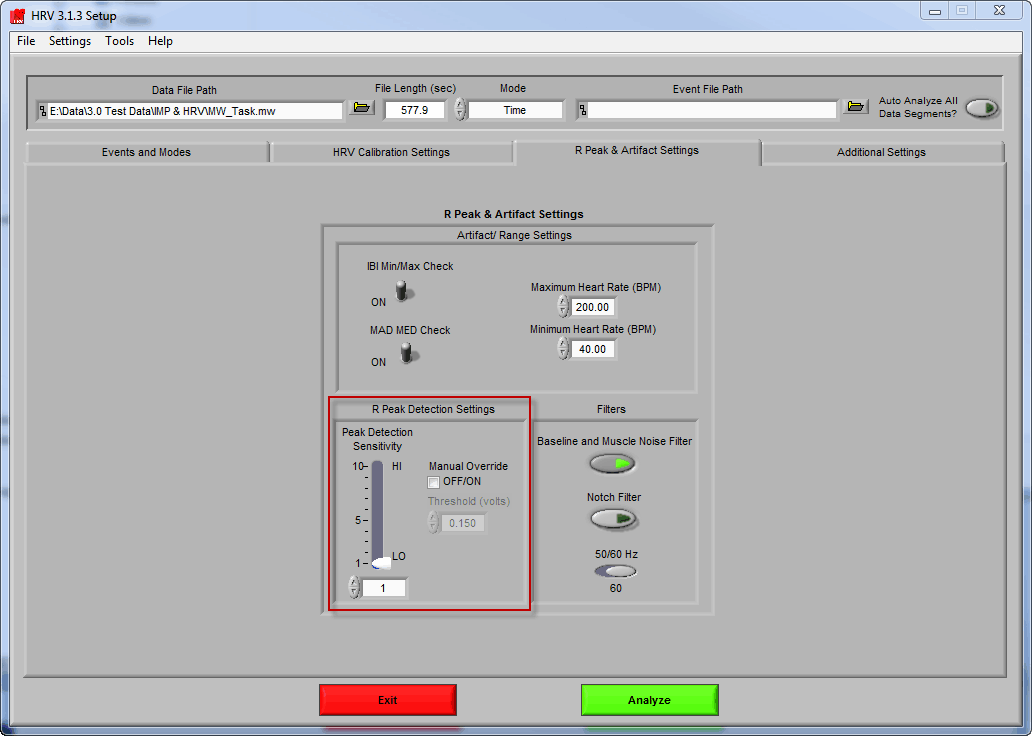 HRV 3.1.3 Setup
File Settings Tools Help
Data File Path
File Length (sec)
Mode
Event File Path
E:\Data\3.0 Test Data\IMP & HRV\MW_Task.mw
577.9
Time
Auto Analyze All
Data Segments?
Events and Modes
HRV Calibration Settings
R Peak & Artifact Settings
Additional Settings
R Peak & Artifact Settings
Artifact/ Range Settings
IBI Min/Max Check
ON
Maximum Heart Rate (BPM)
200.00
MAD MED Check
ON
Minimum Heart Rate (BPM)
40.00
R Peak Detection Settings
Peak Detection
Sensitivity
10
HI
5
1
LO
1
Manual Override
OFF/ON
Threshold (volts)
0.150
Filters
Baseline and Muscle Noise Filter
Notch Filter
50/60 Hz
60
Exit
Analyze